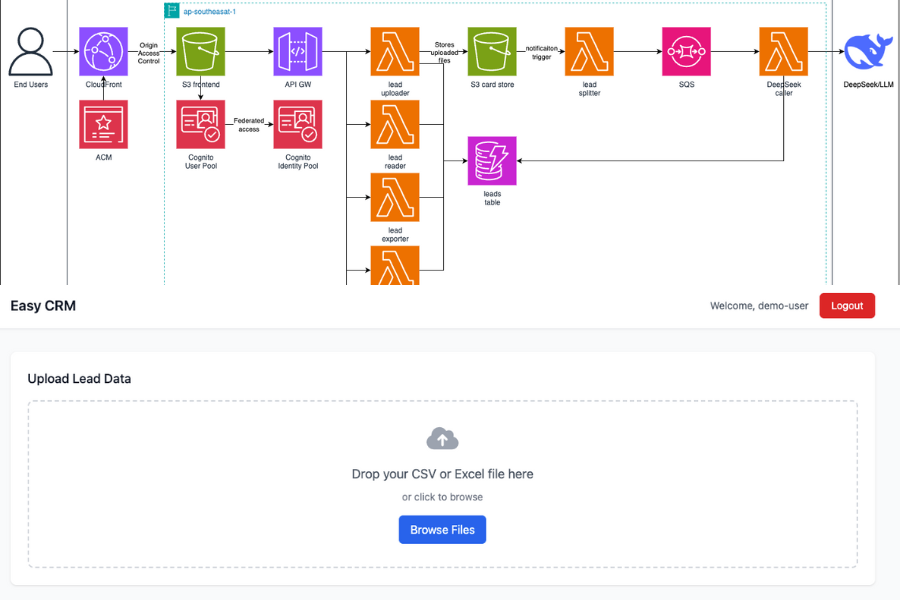 ap-southeasat-1
Origin
Access
Control
Stores
uploaded
files
notificaiton
trigger
End Users
CloudFront
S3 frontend
API GW
lead
uploader
S3 card store
lead
splitter
SQS
DeepSeek
caller
DeepSeek/LLM
Federated
access
ACM
Cognito
User Pool
Cognito
Identity Pool
lead
reader
leads
table
lead
exporter
Easy CRM
Welcome, demo-user
Logout
Upload Lead Data
Drop your CSV or Excel file here
or click to browse
Browse Files